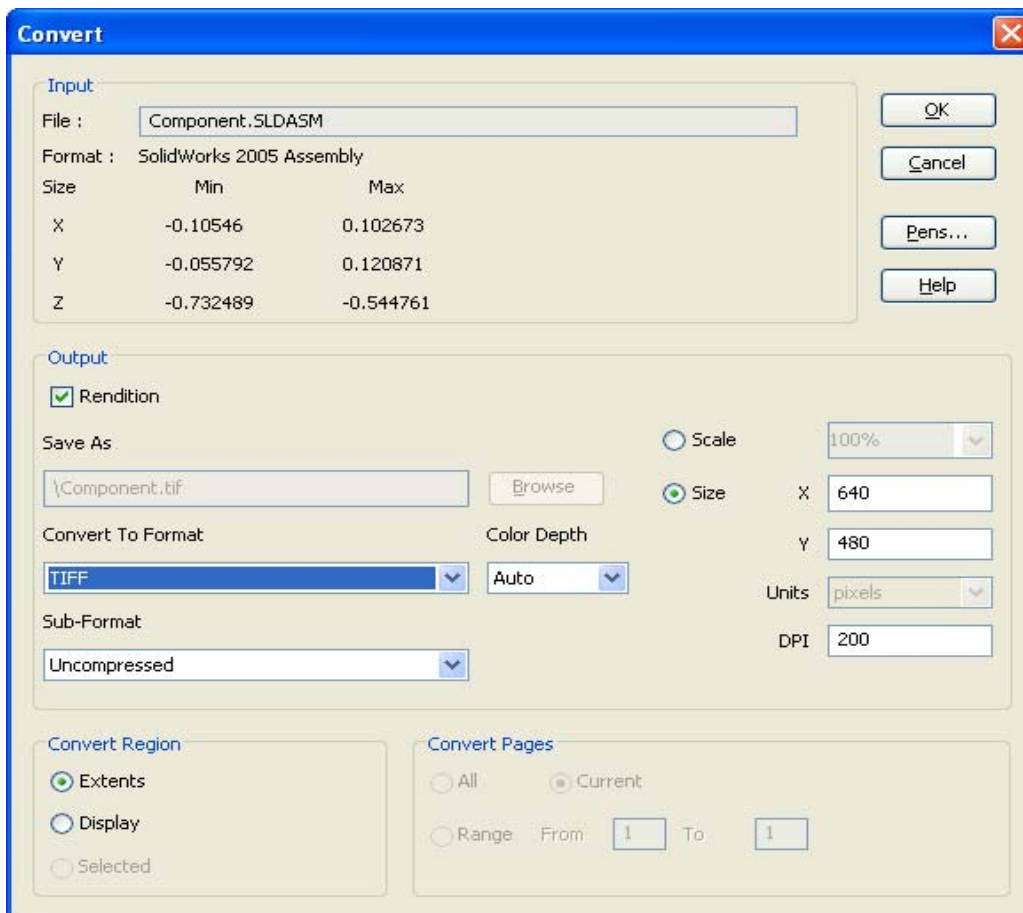 Convert
Input
File : Component.SLDASM
Format : SolidWorks 2005 Assembly
Size Min Max
X -0.10546 0.102673
Y -0.055792 0.120871
Z -0.732489 -0.544761
OK
Cancel
Pens...
Help
Output
Rendition
Save As
\Component.tif Browse
Convert To Format Color Depth
TIFF Auto
Sub-Format
Uncompressed
Scale 100%
Size X 640
Y 480
Units pixels
DPI 200
Convert Region
Extents
Display
Selected
Convert Pages
All Current
Range From 1 To 1